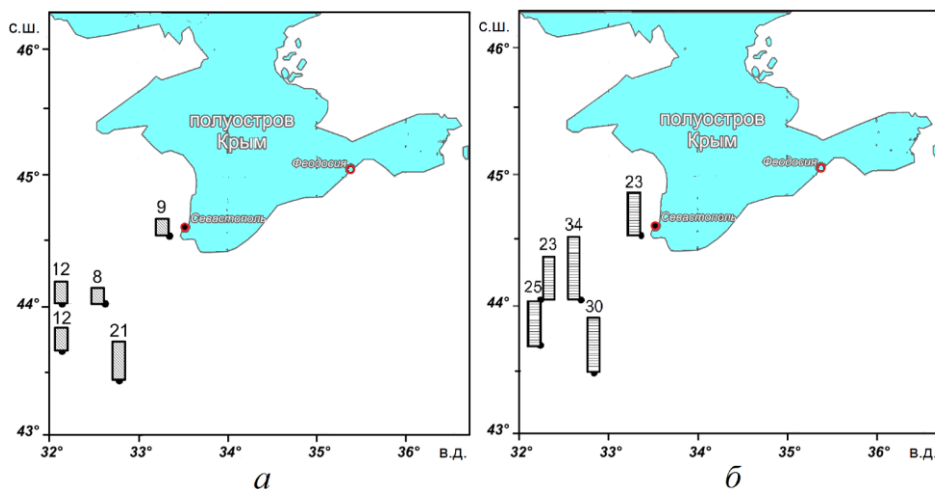 с.ш.
46°
45°
44°
43°
32°
33°
34°
35°
36°
в.д.
полуостров
Крым
Феодосия
Севастополь
9
12
8
12
21
а
с.ш.
46°
45°
44°
43°
32°
33°
34°
35°
36°
в.д.
полуостров
Крым
Феодосия
Севастополь
23
34
23
25
30
б